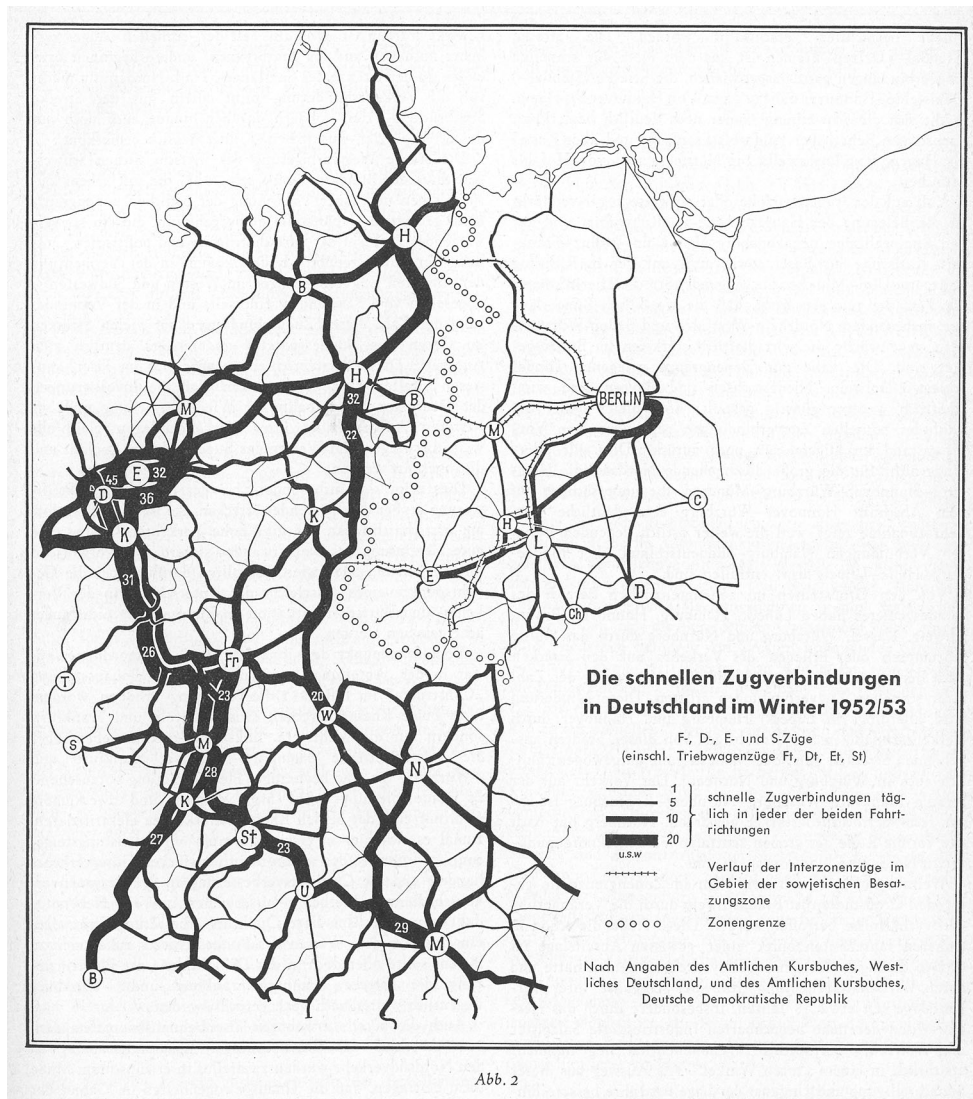 H
B
H
32
B
BERLIN
M
22
M
E
32
45
D
36
K
K
C
H
L
31
E
D
Ch
26
Fr
T
23
20
W
S
M
28
N
K
27
St
23
U
29
M
B
Die schnellen Zugverbindungen
in Deutschland im Winter 1952/53
F-, D-, E- und S-Züge
(einschl. Triebwagenzüge Ft, Dt, Et, St)
1
5
10
20
u.s.w
schnelle Zugverbindungen täg-
lich in jeder der beiden Fahrt-
richtungen
Verlauf der Interzonenzüge im
Gebiet der sowjetischen Besat-
zungszone
Zonengrenze
Nach Angaben des Amtlichen Kursbuches, West-
liches Deutschland, und des Amtlichen Kursbuches,
Deutsche Demokratische Republik
Abb. 2